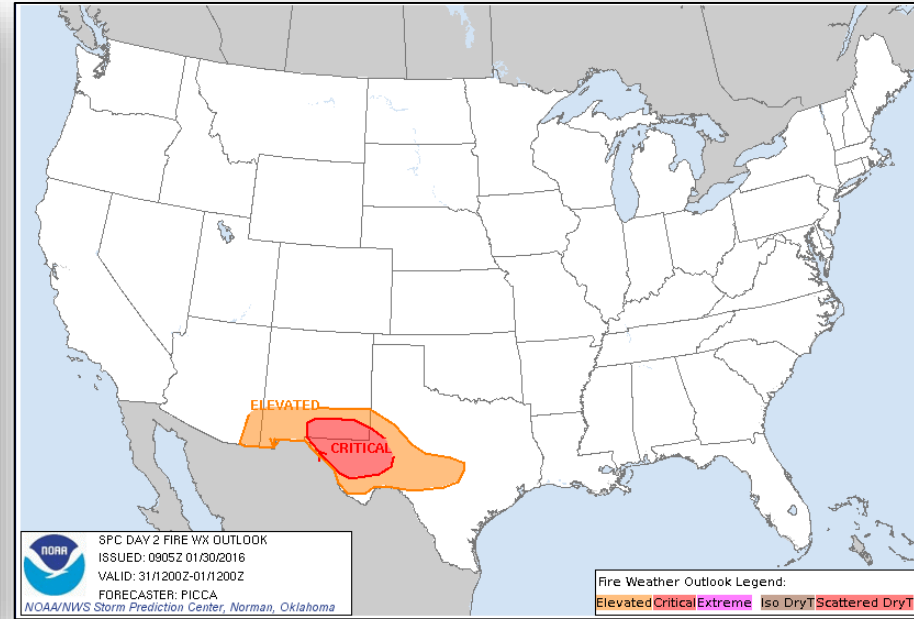 ELEVATED
CRITICAL
NOAA
SPC DAY 2 FIRE WX OUTLOOK
ISSUED: 0905Z 01/30/2016
VALID: 31/1200Z-01/1200Z
FORECASTER: PICCA
NOAA/NWS Storm Prediction Center, Norman, Oklahoma
Fire Weather Outlook Legend:
Elevated Critical Extreme Iso DryT Scattered DryT